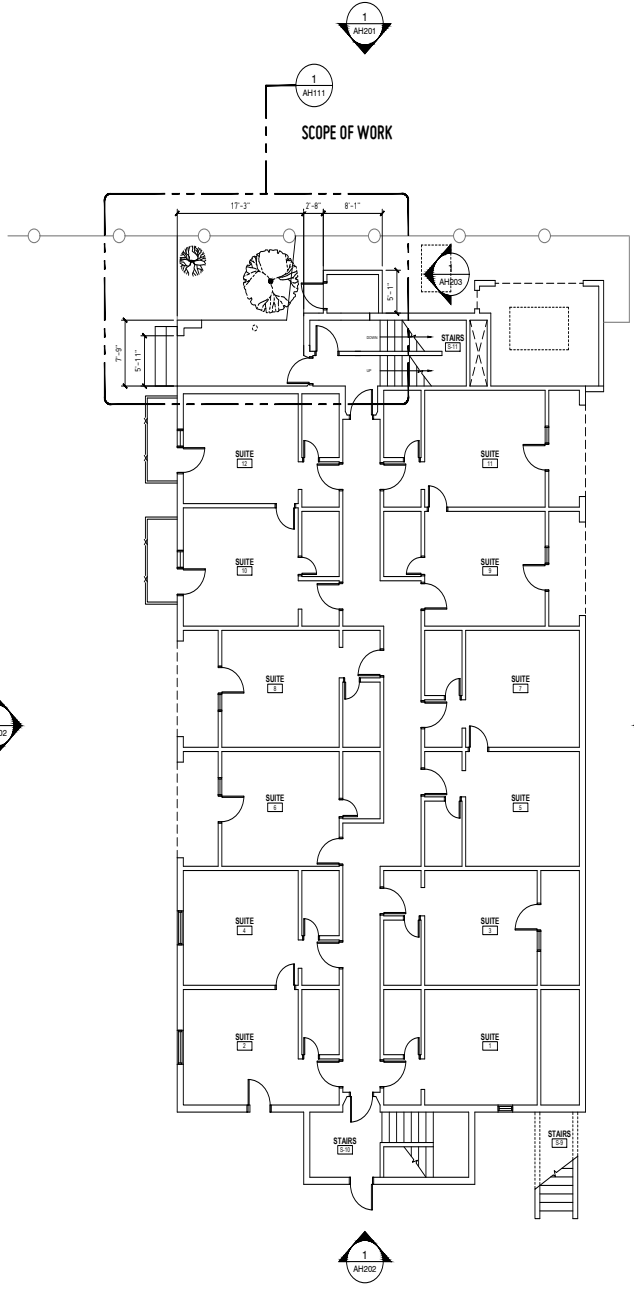 1
AH201
1
AH111
SCOPE OF WORK
17'-3"
2'-8"
8'-1"
AH203
5'-1"
7'-9"
5'-11"
DOWN
UP
STAIRS
S-11
SUITE
12
SUITE
11
SUITE
10
SUITE
9
SUITE
8
SUITE
7
SUITE
6
SUITE
5
SUITE
4
SUITE
3
SUITE
2
SUITE
1
STAIRS
S-10
STAIRS
S-9
1
AH202